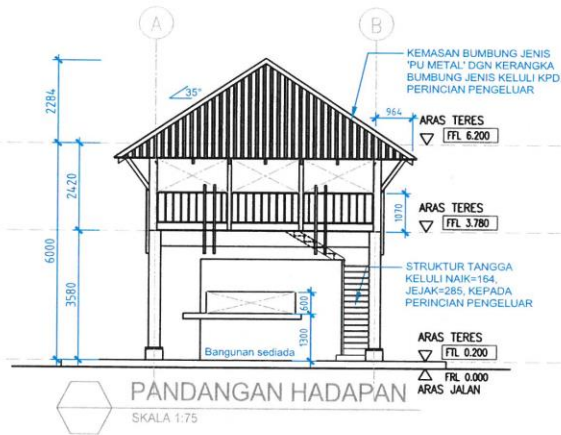 A
B
KEMASAN BUMBUNG JENIS
'PU METAL' DGN KERANGKA
BUMBUNG JENIS KELULI KPD
PERINCIAN PENGELUAR
35°
2284
964
ARAS TERES
FFL 6.200
2420
1070
ARAS TERES
FFL 3.780
6000
3580
STRUKTUR TANGGA
KELULI NAIK=164,
JEJAK=285, KEPADA
PERINCIAN PENGELUAR
600
1300
Bangunan sediada
ARAS TERES
FTL 0.200
FRL 0.000
ARAS JALAN
PANDANGAN HADAPAN
SKALA 1:75